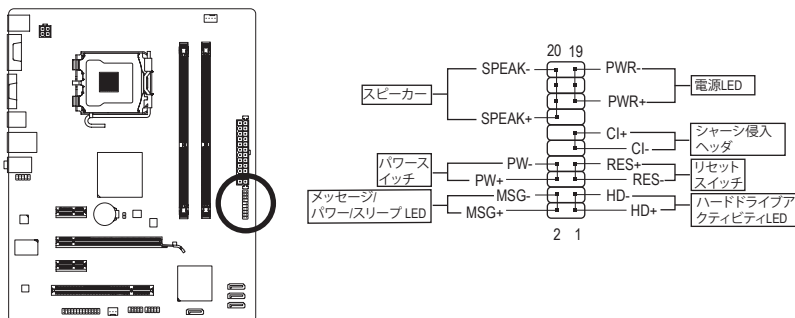 20 19
SPEAK-
PWR-
スピーカー
電源LED
PWR+
SPEAK+
CI+
シャーシ侵入
ヘッダ
CI-
パワース
イッチ
PW-
RES+
リセット
スイッチ
PW+
RES-
メッセージ/
パワー/スリープ LED
MSG-
HD-
ハードドライブア
クティビティLED
MSG+
HD+
2 1